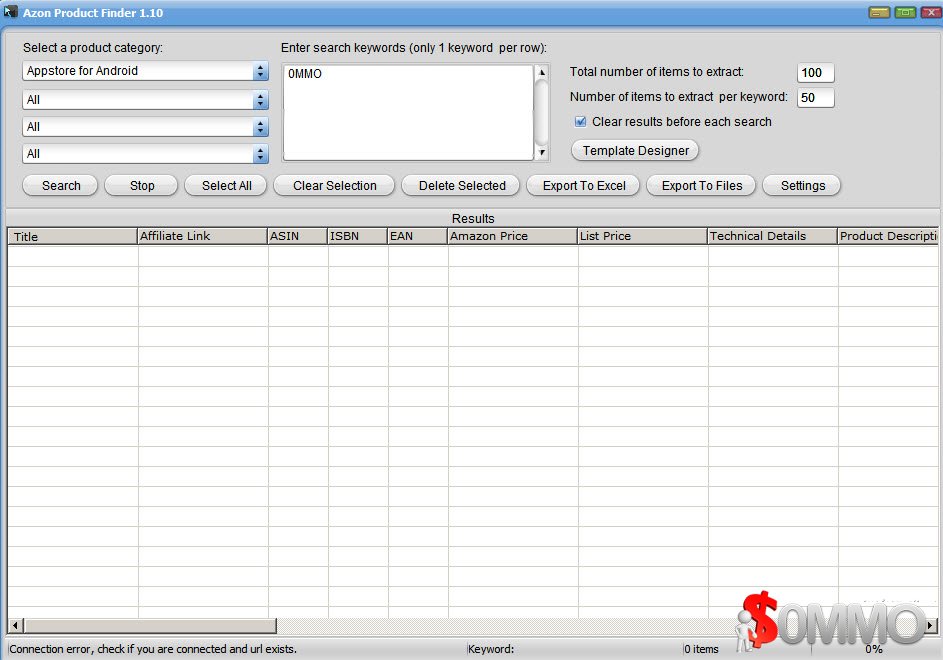 Azon Product Finder 1.10
Select a product category:
Enter search keywords (only 1 keyword per row):
Appstore for Android
0MMO
Total number of items to extract:
100
All
Number of items to extract per keyword:
50
Clear results before each search
All
Template Designer
All
Search
Stop
Select All
Clear Selection
Delete Selected
Export To Excel
Export To Files
Settings
Results
Title
Affiliate Link
ASIN
ISBN
EAN
Amazon Price
List Price
Technical Details
Product Descripti
$0MMO
Connection error, check if you are connected and url exists.
Keyword:
0 items
0%